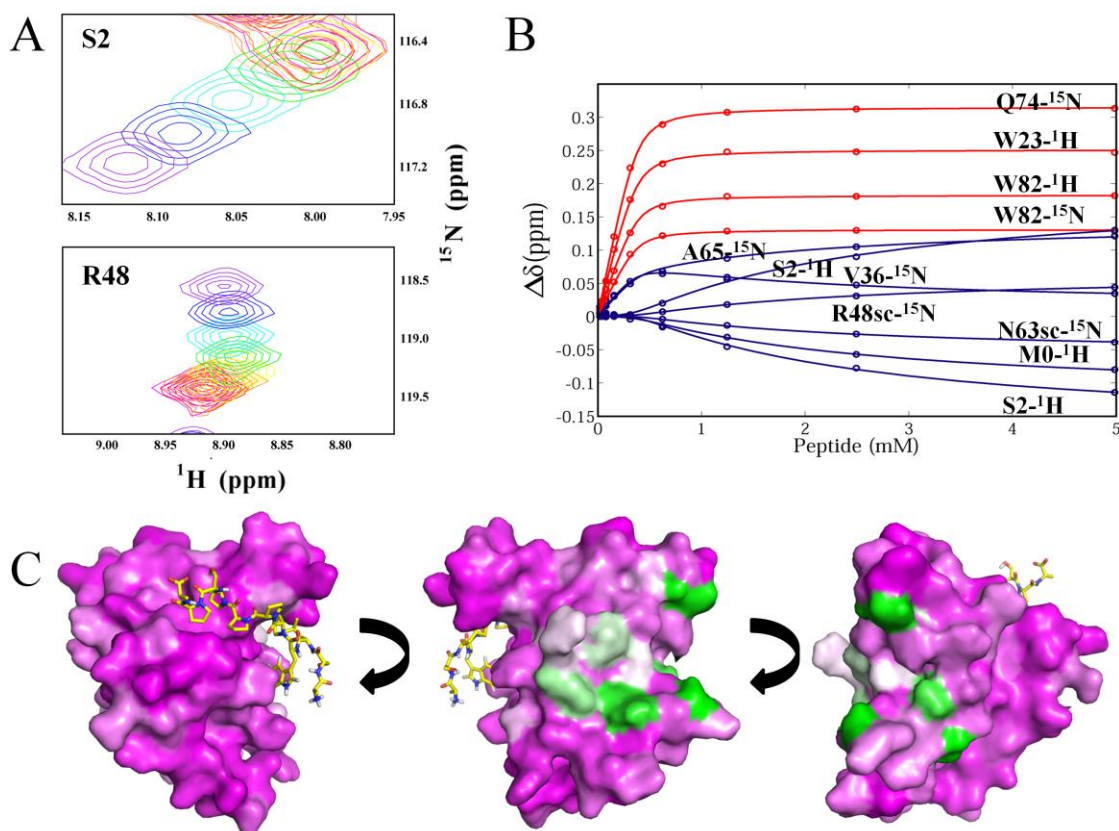 A
S2
116.4
116.8
117.2
8.15
8.10
8.05
8.00
7.95
R48
118.5
119.0
119.5
9.00
8.90
8.85
8.80
¹H (ppm)
¹⁵N (ppm)
B
0.3
0.25
0.2
0.15
0.1
0.05
0
-0.05
-0.1
-0.15
Δδ(ppm)
Q74-¹⁵N
W23-¹H
W82-¹H
W82-¹⁵N
A65-¹⁵N
S2-¹H
V36-¹⁵N
R48sc-¹⁵N
N63sc-¹⁵N
M0-¹H
S2-¹H
0
1
2
3
4
5
Peptide (mM)
C